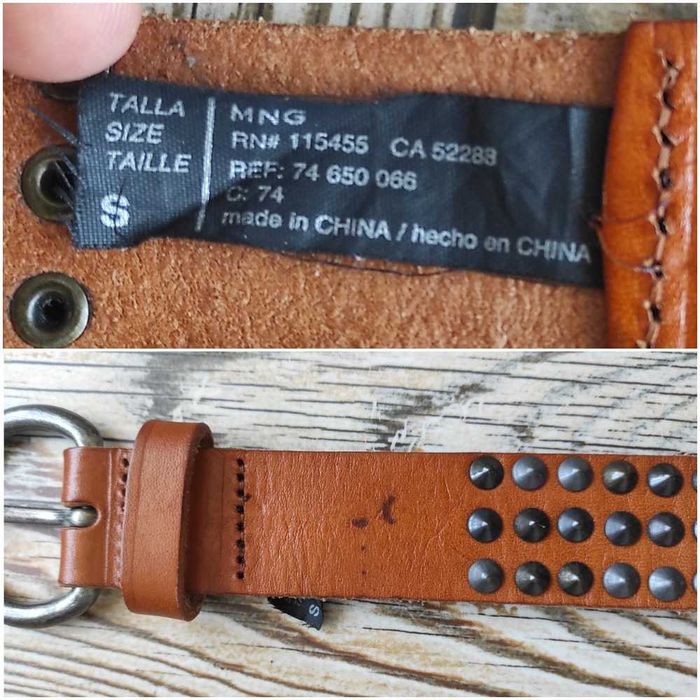 TALLA
SIZE
TAILLE
S
MNG
RN# 115455 CA 52283
REF: 74 650 066
C: 74
made in CHINA / hecho en CHINA
S